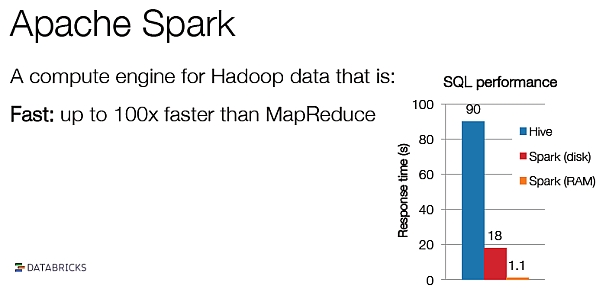 Apache Spark
A compute engine for Hadoop data that is:
Fast: up to 100x faster than MapReduce
SQL performance
Response time (s)
100
80
60
40
20
0
90
18
1.1
Hive
Spark (disk)
Spark (RAM)
DATABRICKS